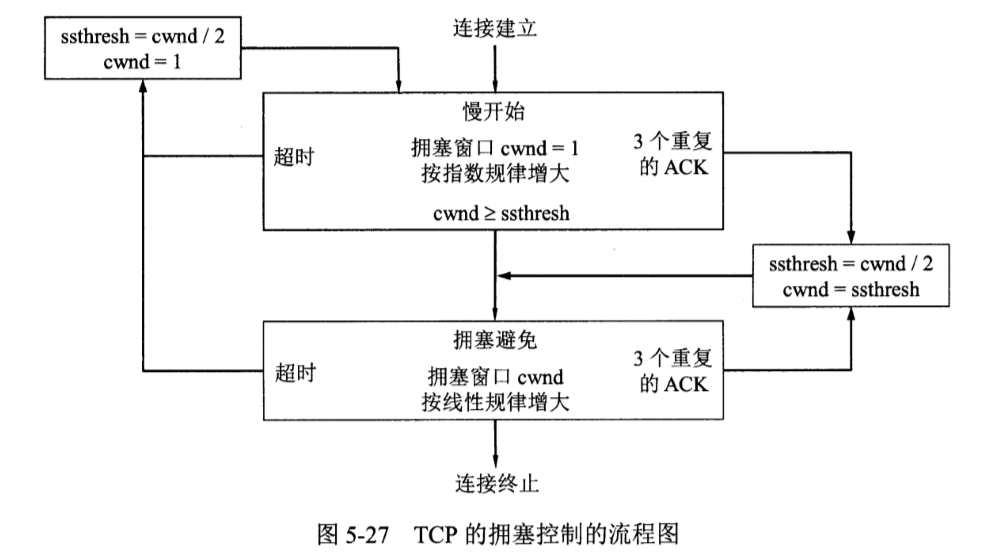 ssthresh = cwnd / 2
cwnd = 1
连接建立
慢开始
超时
拥塞窗口 cwnd = 1
按指数规律增大
3 个重复
的 ACK
cwnd ≥ ssthresh
ssthresh = cwnd / 2
cwnd = ssthresh
拥塞避免
超时
拥塞窗口 cwnd
按线性规律增大
3 个重复
的 ACK
连接终止
图 5-27 TCP 的拥塞控制的流程图